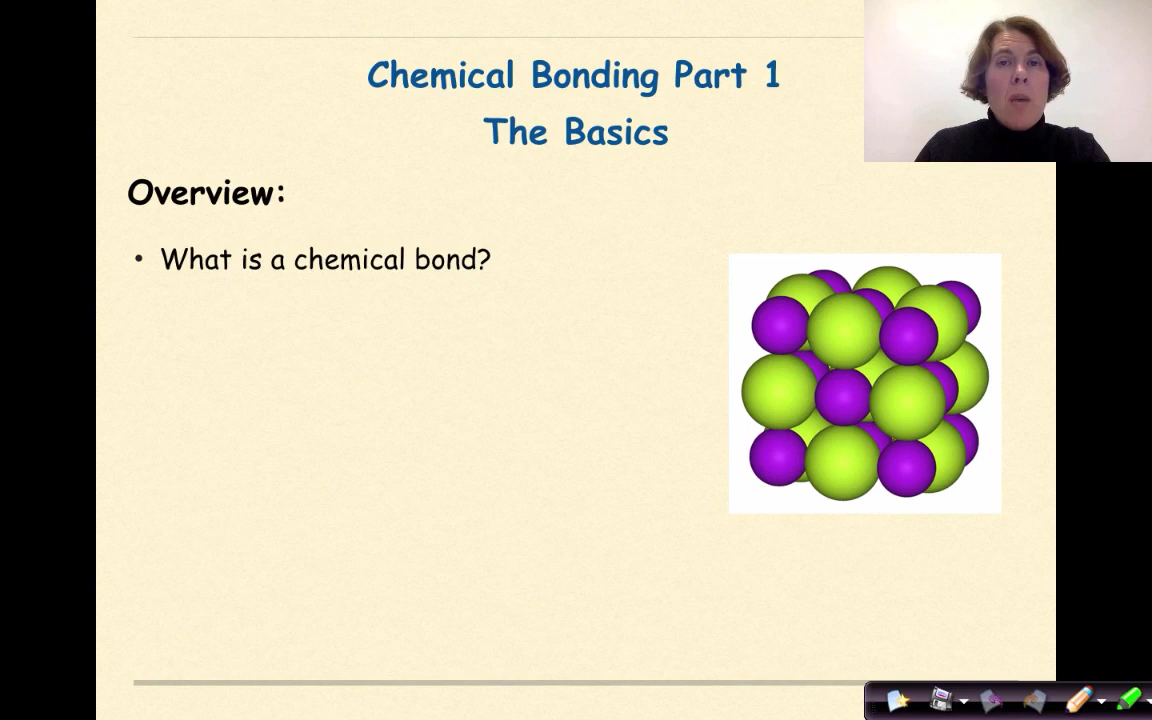 Chemical Bonding Part 1
The Basics
Overview:
• What is a chemical bond?